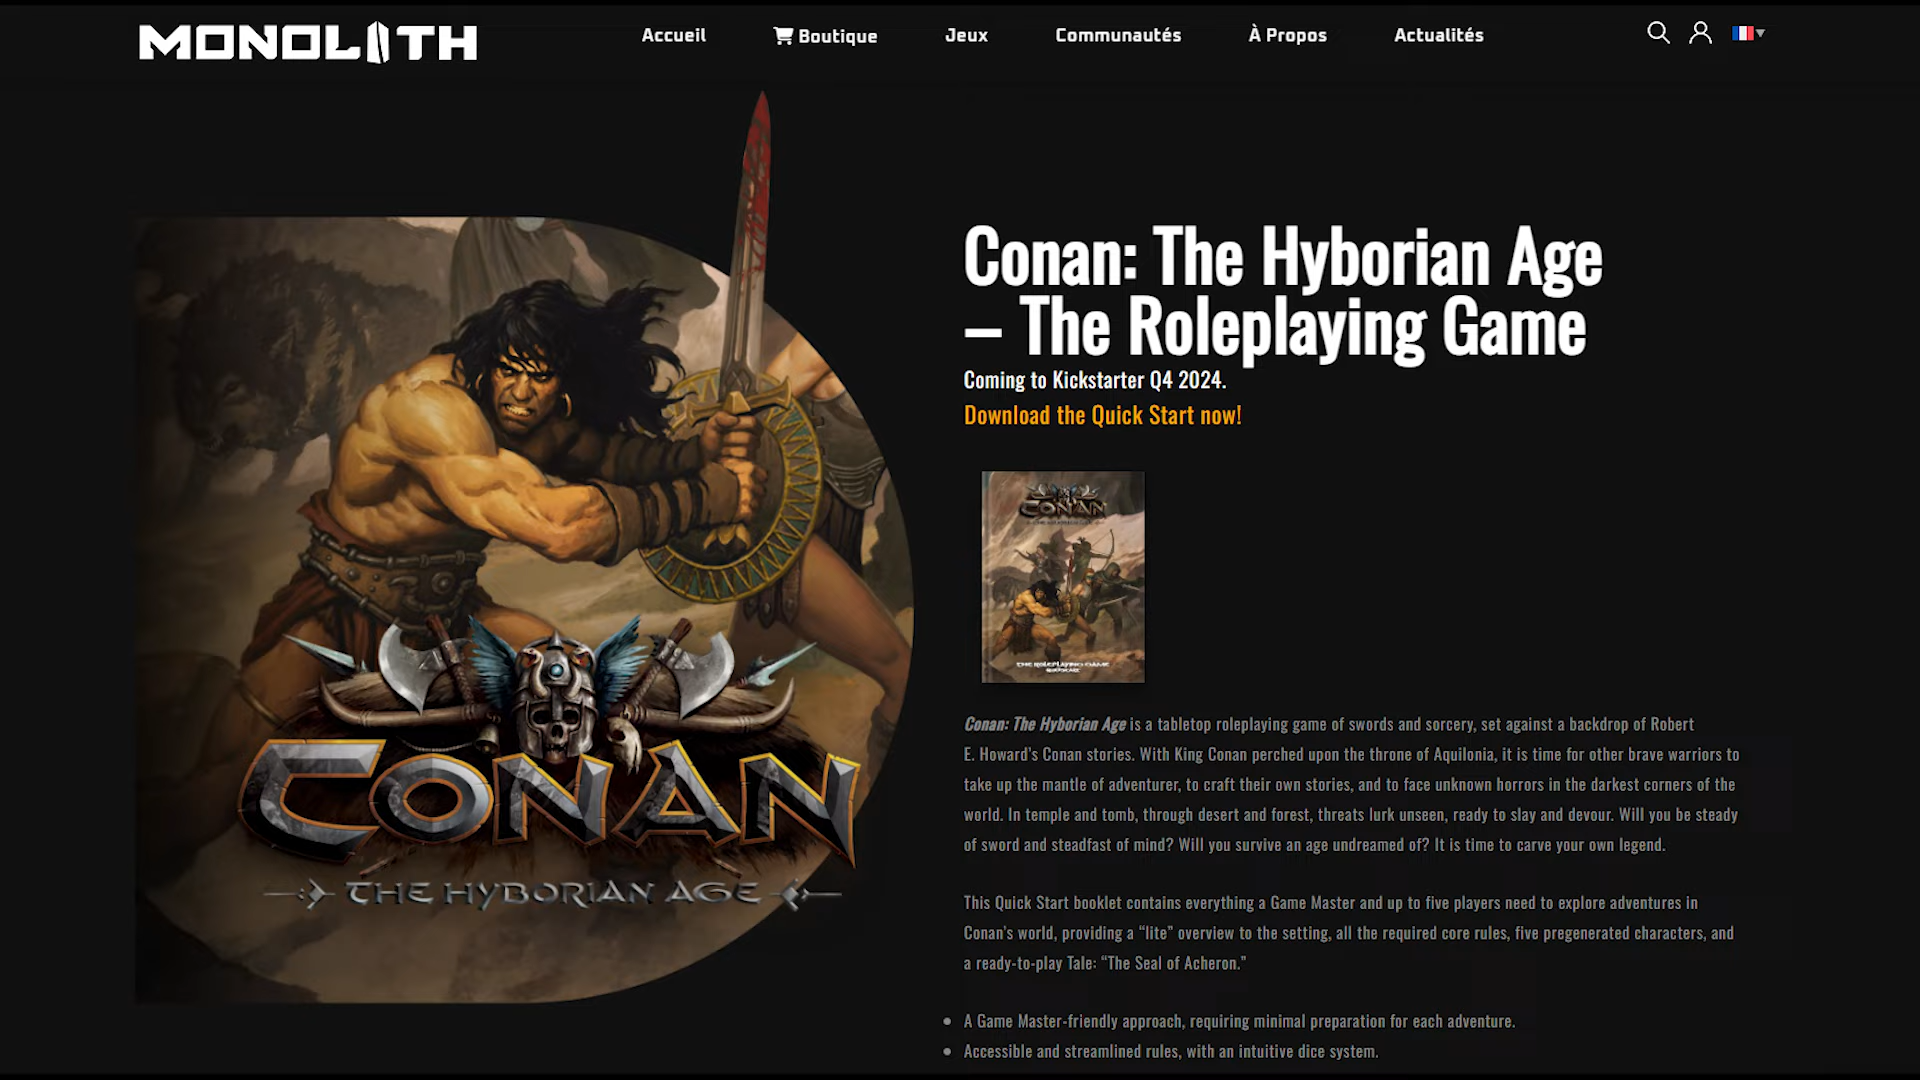 MONOLITH
Accueil
Boutique
Jeux
Communautés
À Propos
Actualités
Conan: The Hyborian Age
– The Roleplaying Game
Coming to Kickstarter Q4 2024.
Download the Quick Start now!
CONAN
THE HYBORIAN AGE
CONAN
THE ROLEPLAYING GAME
Conan: The Hyborian Age is a tabletop roleplaying game of swords and sorcery, set against a backdrop of Robert
E. Howard's Conan stories. With King Conan perched upon the throne of Aquilonia, it is time for other brave warriors to
take up the mantle of adventurer, to craft their own stories, and to face unknown horrors in the darkest corners of the
world. In temple and tomb, through desert and forest, threats lurk unseen, ready to slay and devour. Will you be steady
of sword and steadfast of mind? Will you survive an age undreamed of? It is time to carve your own legend.
This Quick Start booklet contains everything a Game Master and up to five players need to explore adventures in
Conan's world, providing a “lite” overview to the setting, all the required core rules, five pregenerated characters, and
a ready-to-play Tale: “The Seal of Acheron.”
A Game Master-friendly approach, requiring minimal preparation for each adventure.
Accessible and streamlined rules, with an intuitive dice system.